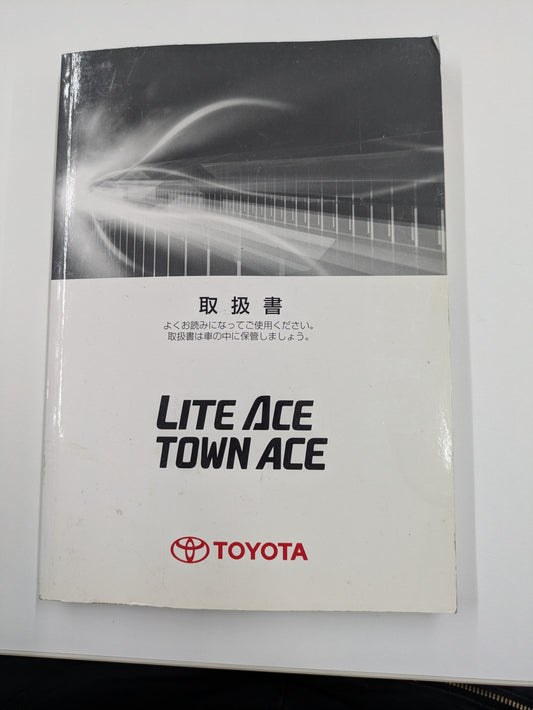 取扱書
よくお読みになってご使用ください。
取扱書は車の中に保管しましょう。
LITE ACE
TOWN ACE
TOYOTA